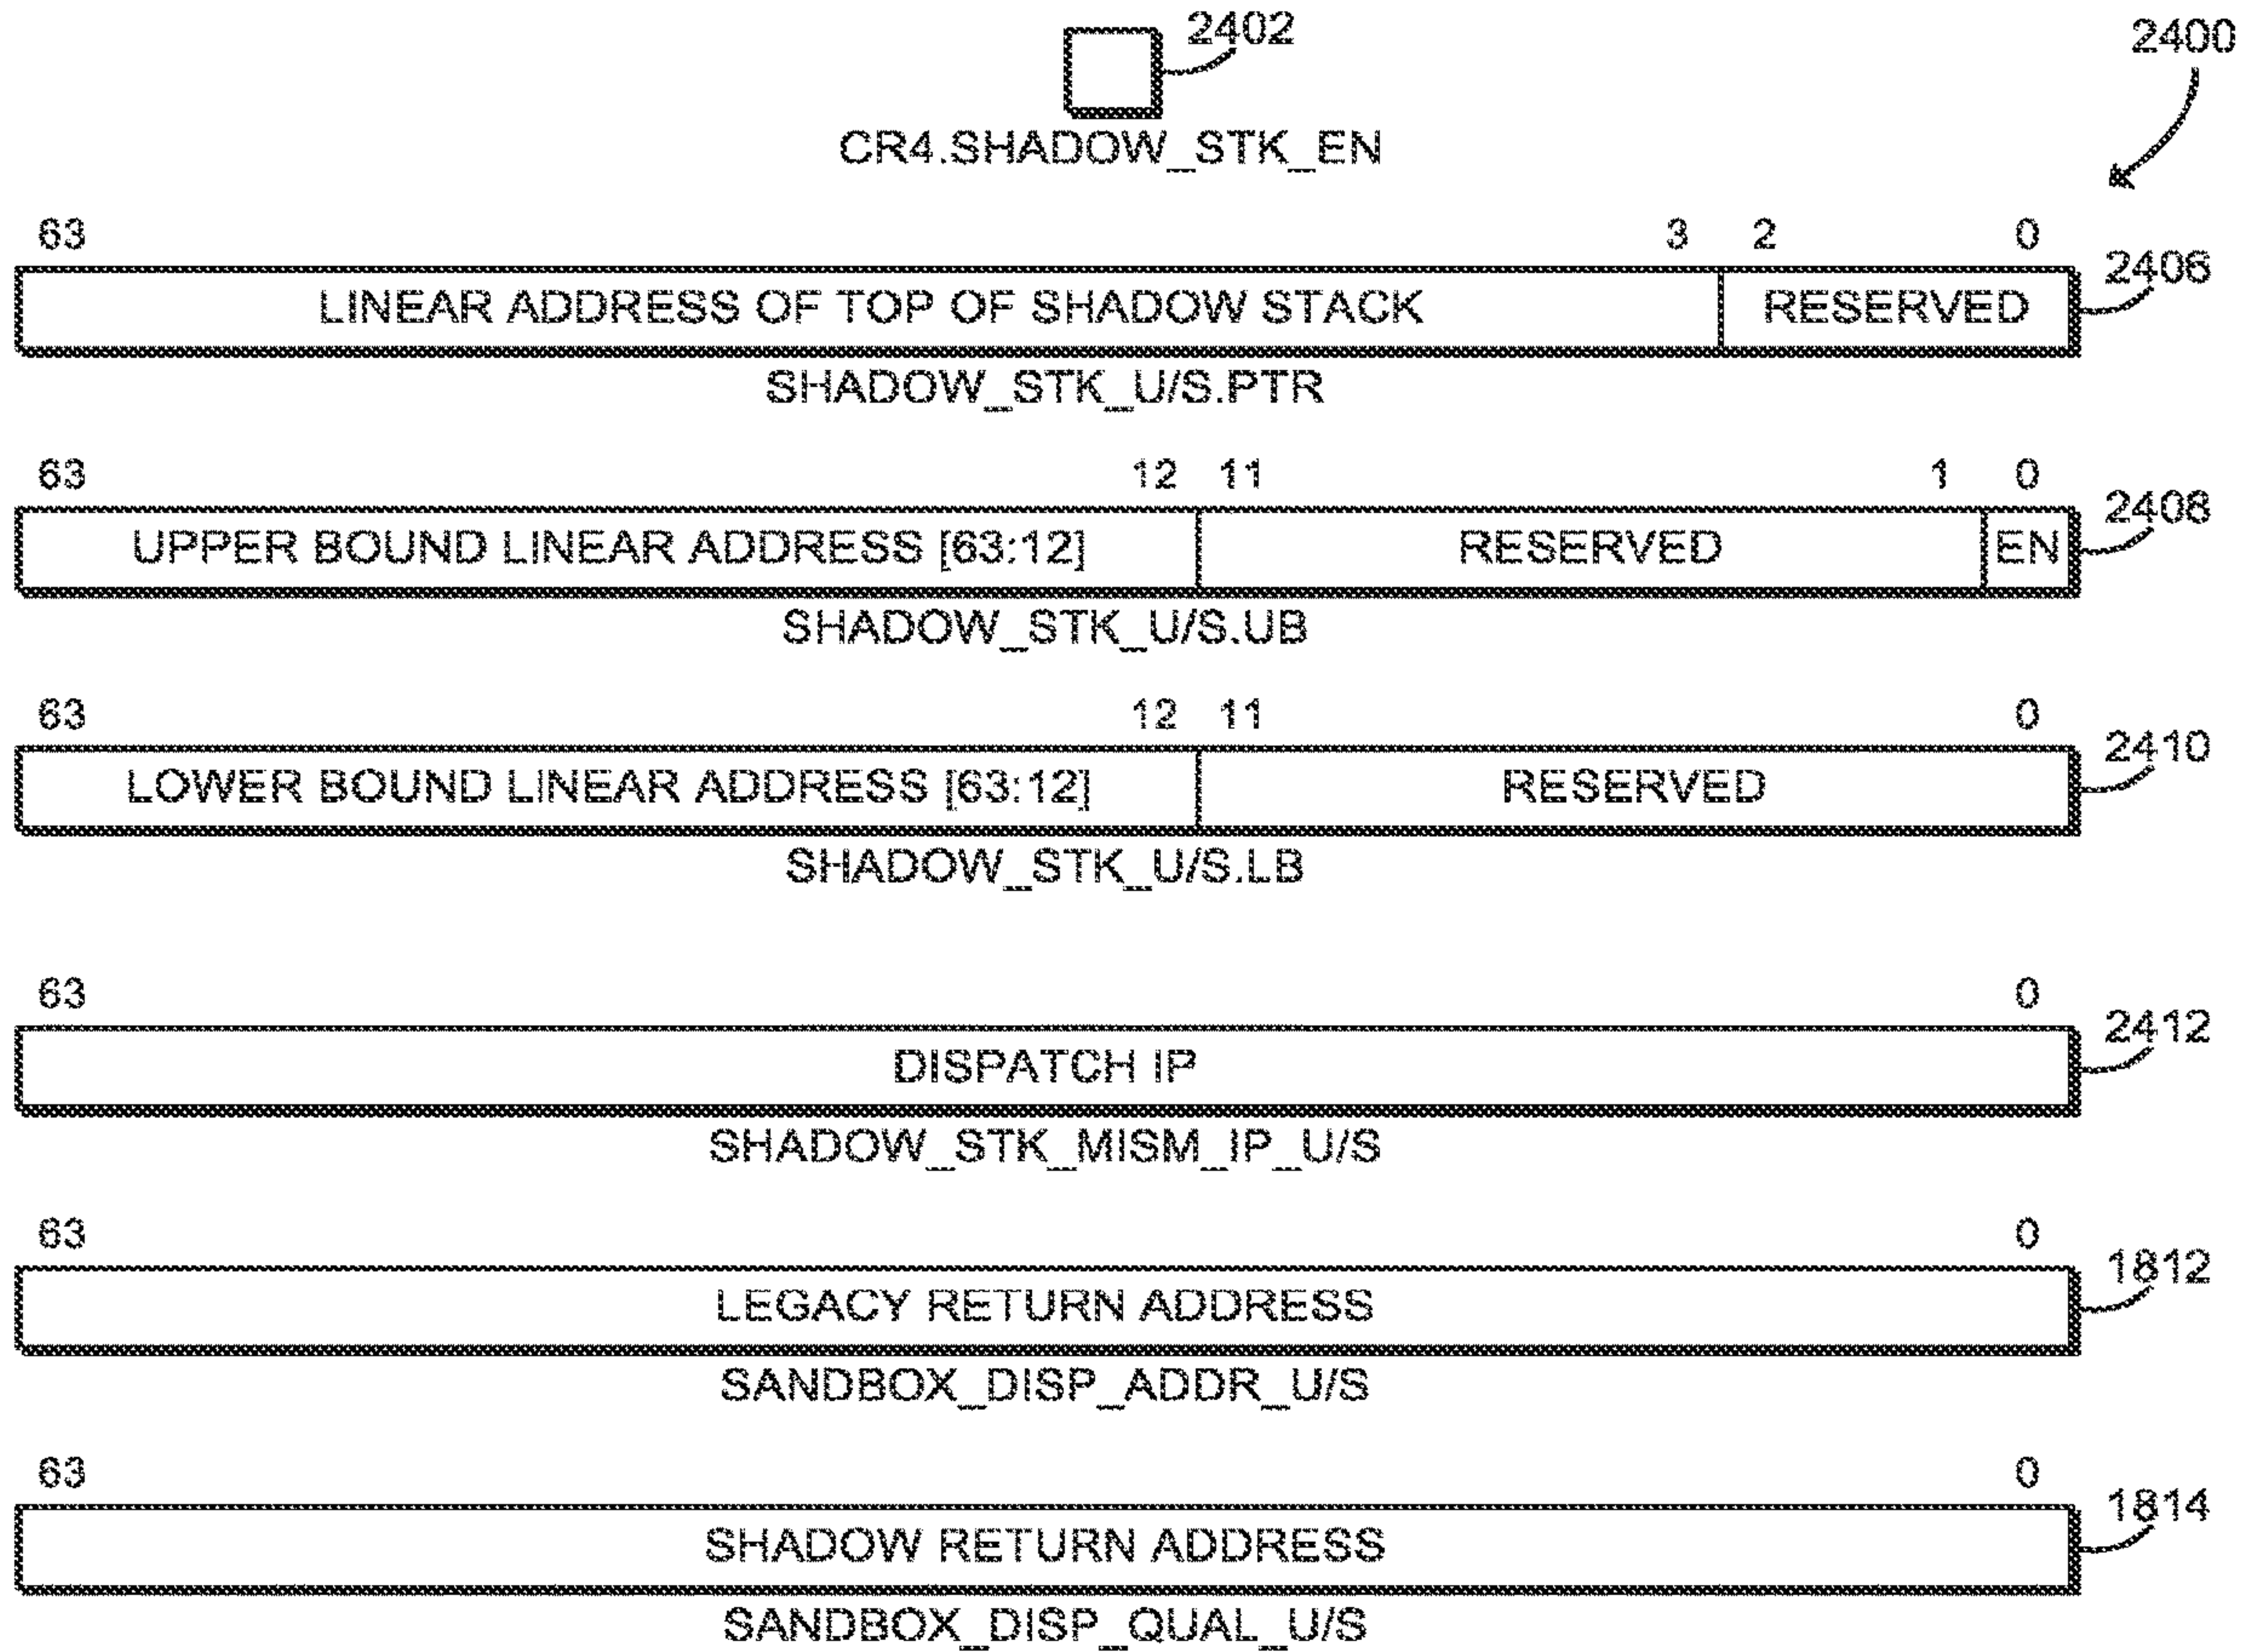 2402
2400
CR4.SHADOW_STK_EN
63 3 2 0
LINEAR ADDRESS OF TOP OF SHADOW STACK RESERVED 2406
SHADOW_STK_U/S.PTR
63 12 11 1 0
UPPER BOUND LINEAR ADDRESS [63:12] RESERVED EN 2408
SHADOW_STK_U/S.UB
63 12 11 0
LOWER BOUND LINEAR ADDRESS [63:12] RESERVED 2410
SHADOW_STK_U/S.LB
63 0
DISPATCH IP 2412
SHADOW_STK_MISM_IP_U/S
63 0
LEGACY RETURN ADDRESS 1812
SANDBOX_DISP_ADDR_U/S
63 0
SHADOW RETURN ADDRESS 1814
SANDBOX_DISP_QUAL_U/S